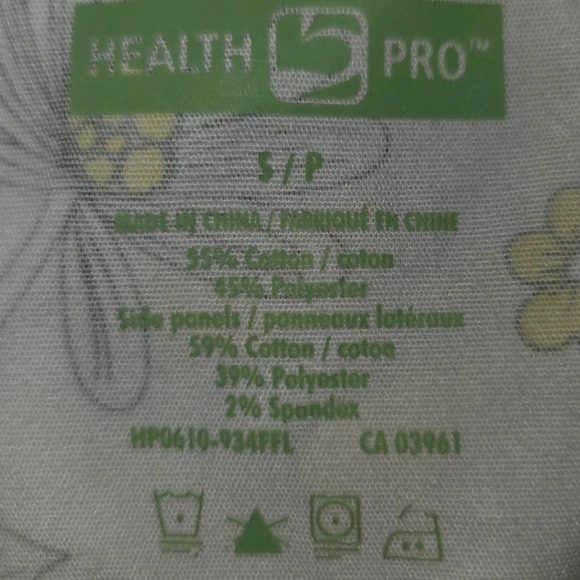 HEALTH 5 PRO™
S / P
MADE IN CHINA / FABRIQUÉ EN CHINE
55% Cotton / coton
45% Polyester
Side panels / panneaux latéraux
59% Cotton / coton
39% Polyester
2% Spandex
HP0610-934FFL CA 03961